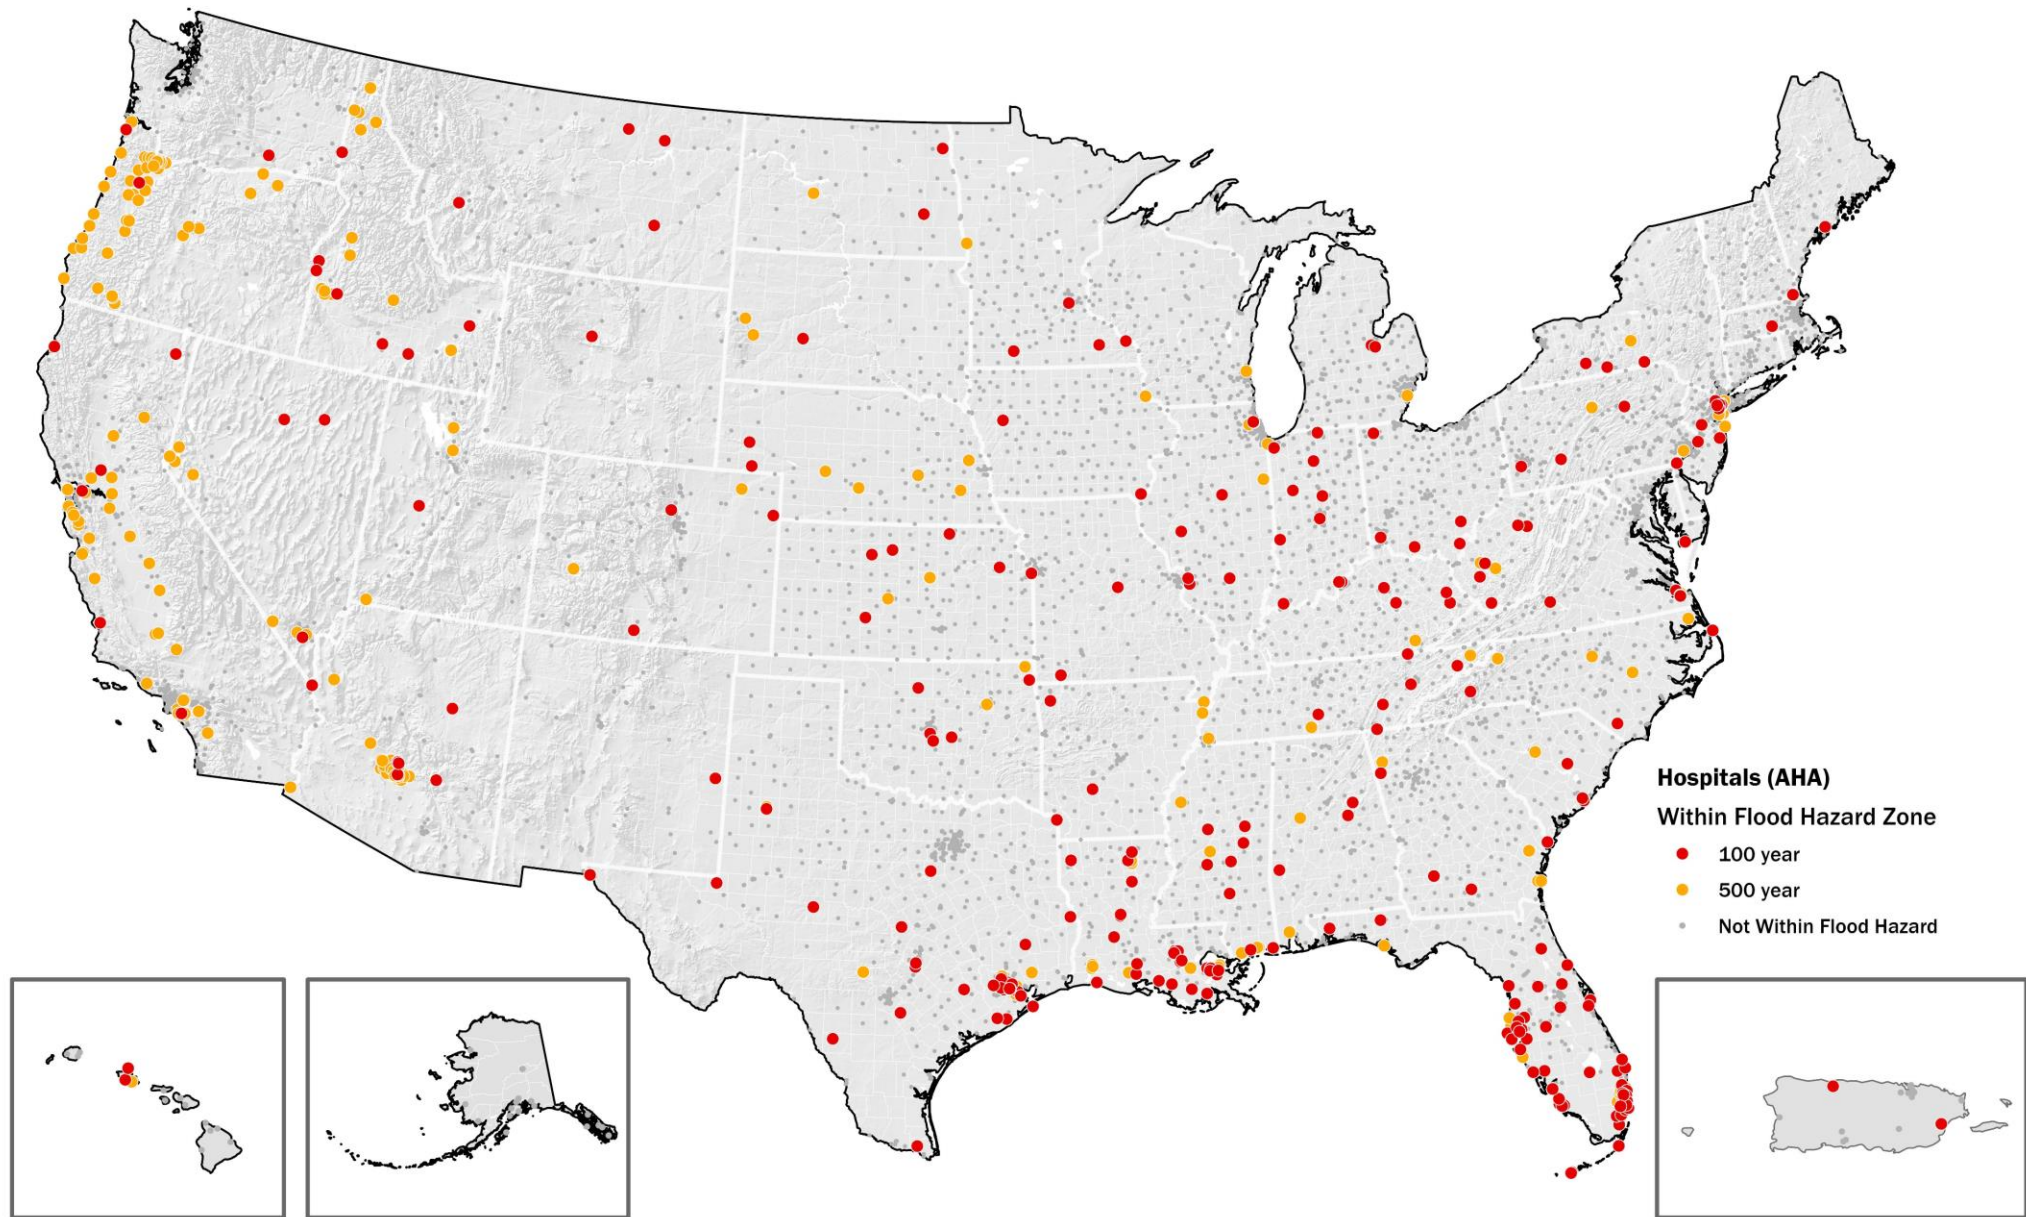 Hospitals (AHA)
Within Flood Hazard Zone
100 year
500 year
Not Within Flood Hazard